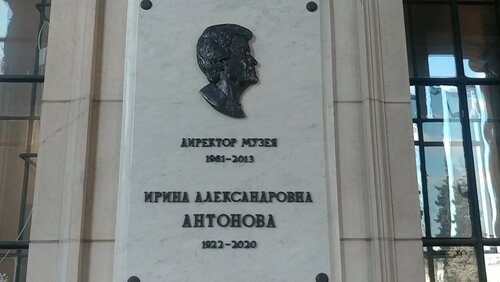 ДИРЕКТОР МУЗЕЯ
1961-2013
ИРИНА АЛЕКСАНДРОВНА
АНТОНОВА
1922-2020